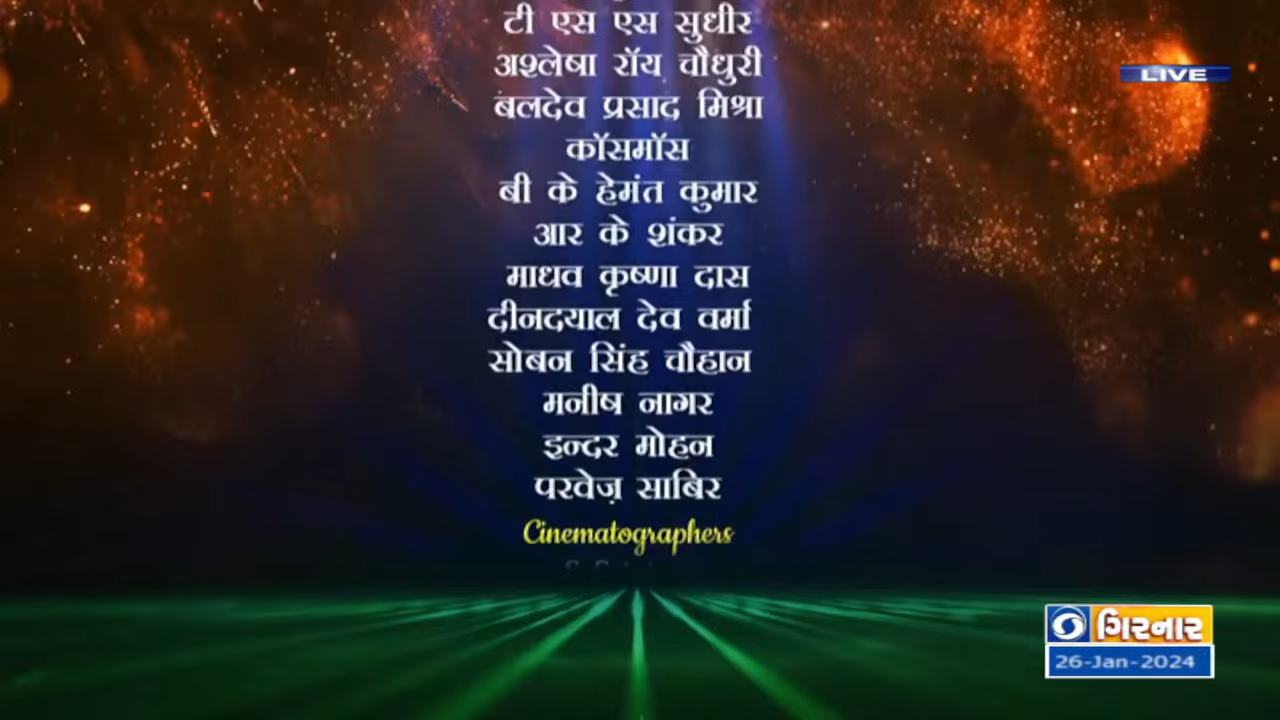 टी एस एस सुधीर
अश्लेषा रॉय चौधुरी
LIVE
बलदेव प्रसाद मिश्रा
कॉसमॉस
बी के हेमंत कुमार
आर के शंकर
माधव कृष्णा दास
दीनदयाल देव वर्मा
सोबन सिंह चौहान
मनीष नागर
इन्दर मोहन
परवेज़ साबिर
Cinematographers
ગિરનાર
26-Jan-2024